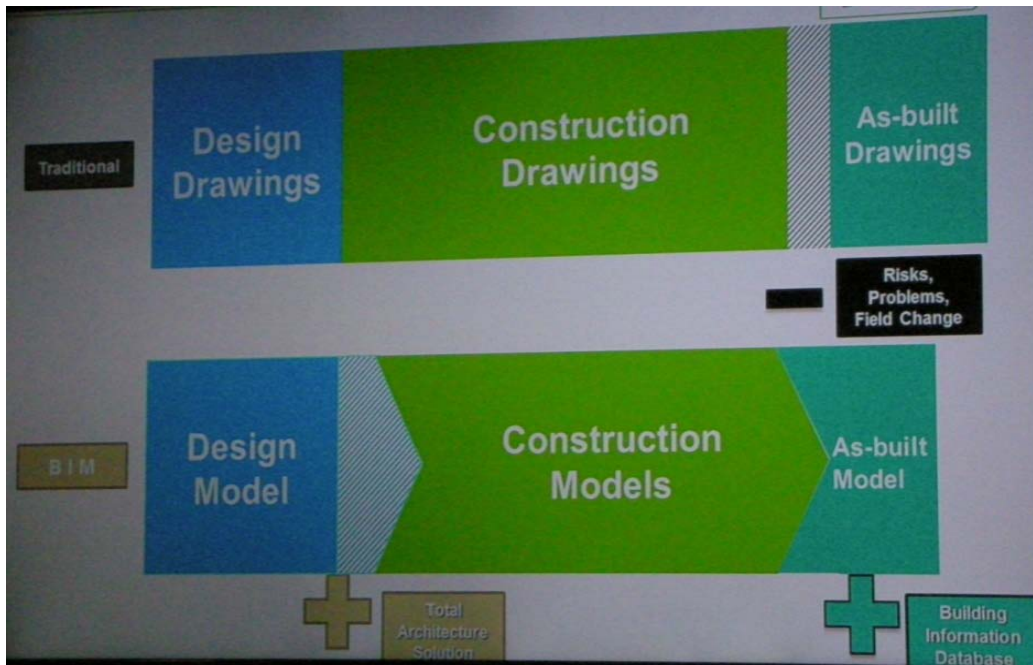 Traditional
Design
Drawings
Construction
Drawings
As-built
Drawings
Risks,
Problems,
Field Change
B I M
Design
Model
Construction
Models
As-built
Model
Total
Architecture
Solution
Building
Information
Database